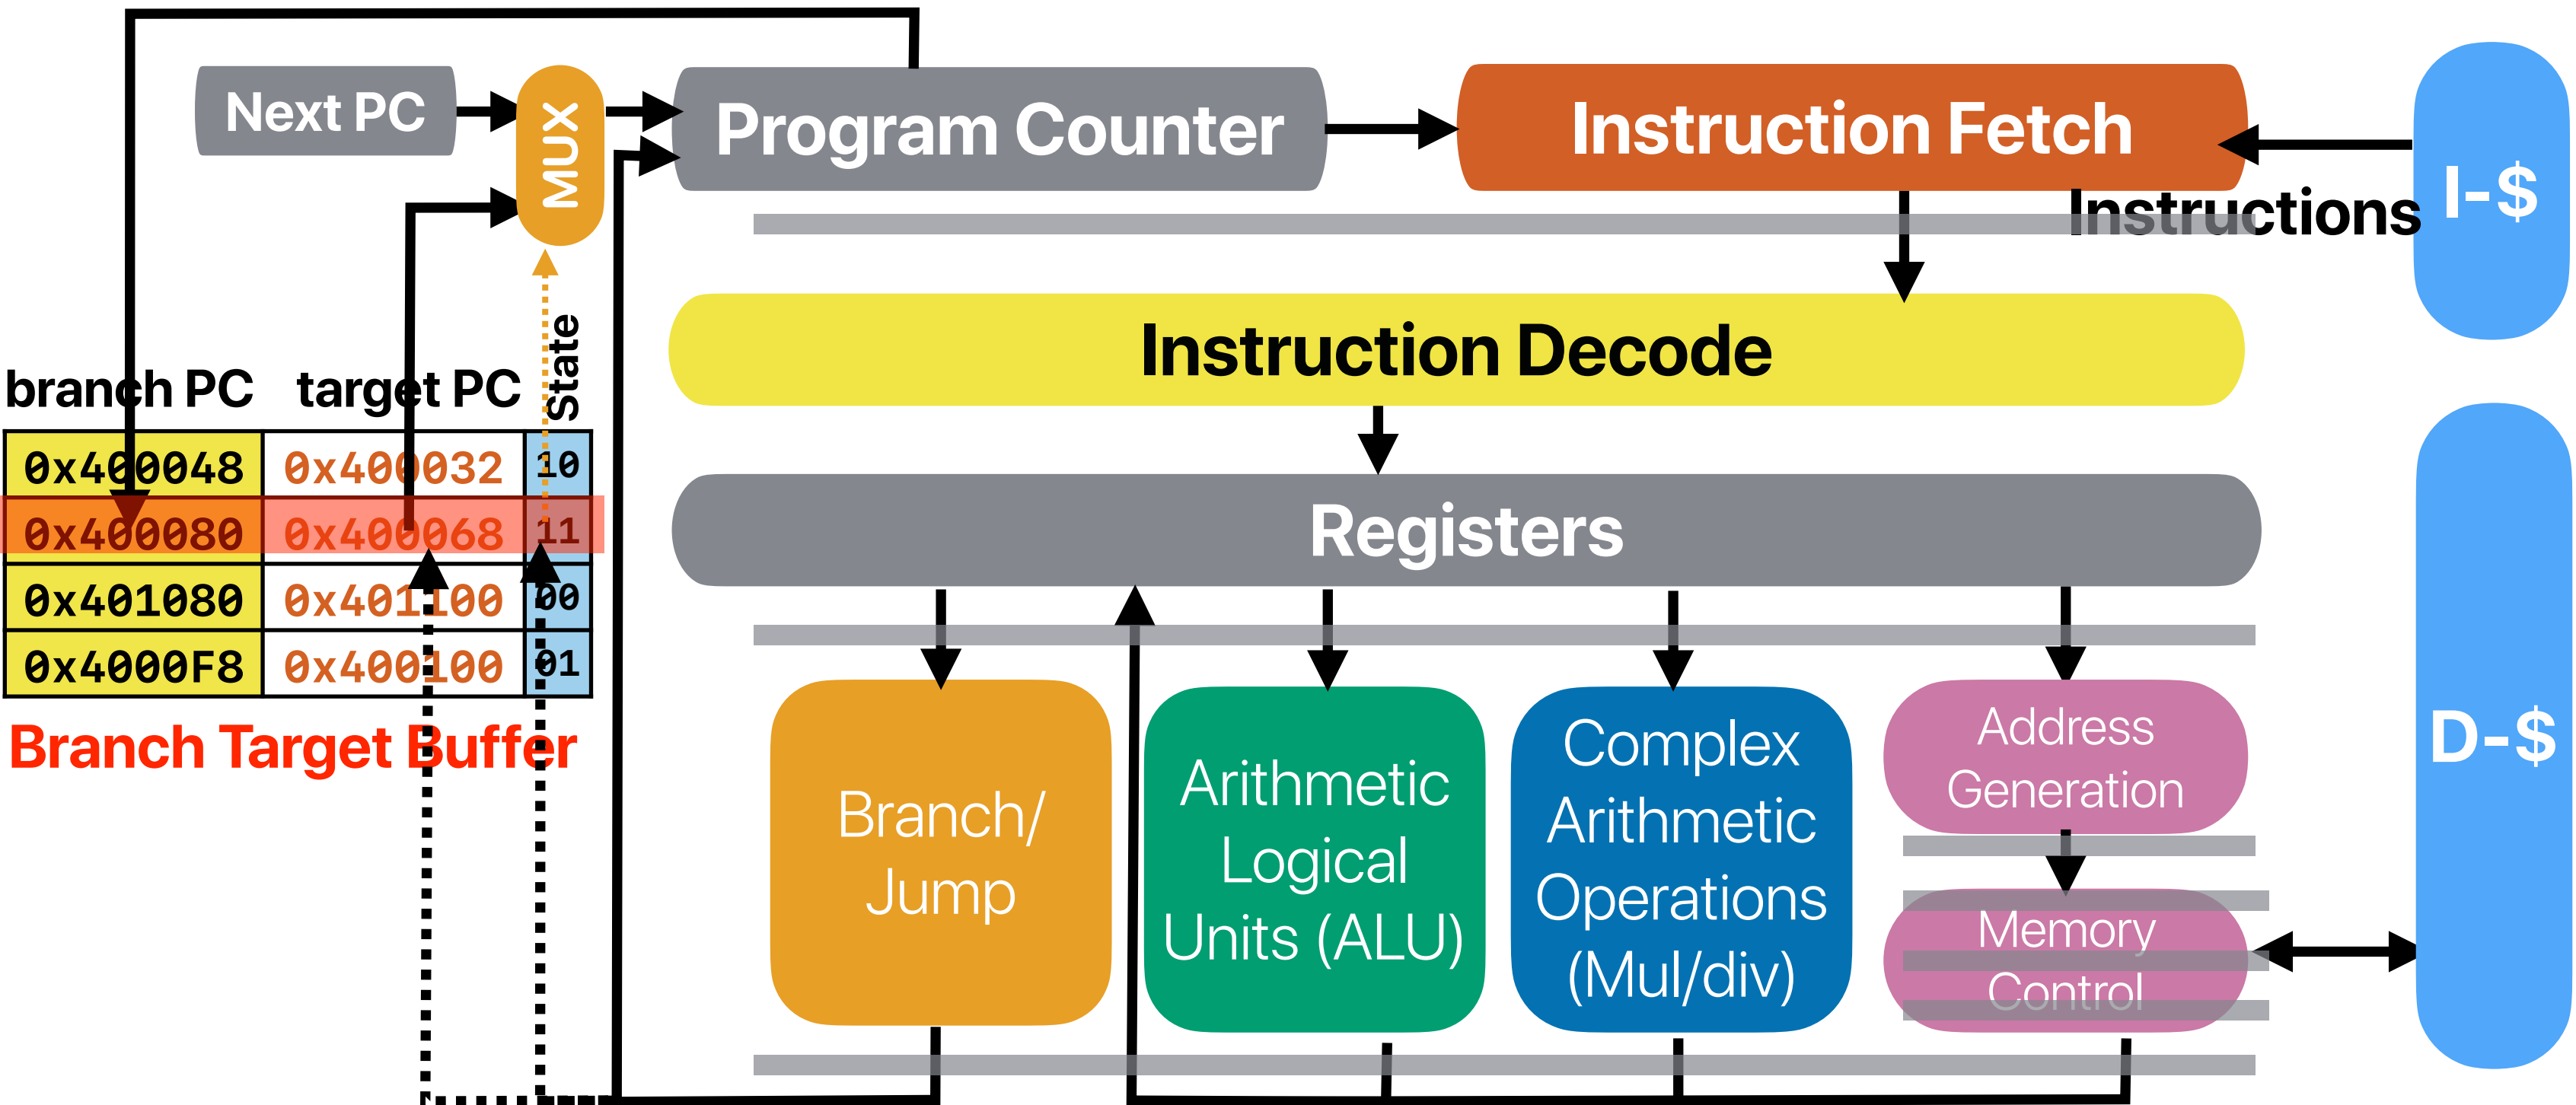 Next PC
MUX
Program Counter
Instruction Fetch
I-$
Instructions
Instruction Decode
branch PC
target PC
State
0x400048 0x400032 10
0x400080 0x400068 11
0x401080 0x401100 00
0x4000F8 0x400100 01
Branch Target Buffer
Registers
Branch/
Jump
Arithmetic
Logical
Units (ALU)
Complex
Arithmetic
Operations
(Mul/div)
Address
Generation
Memory
Control
D-$